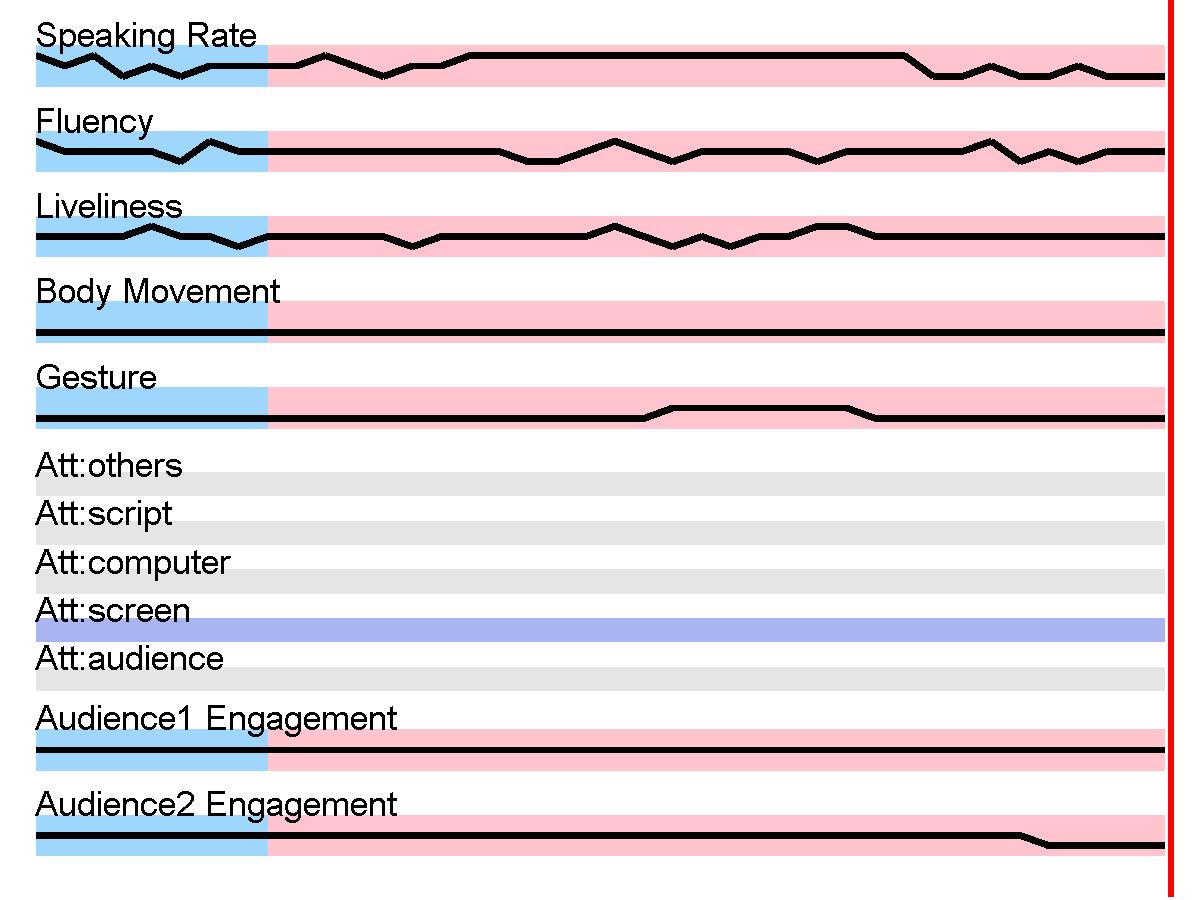 Speaking Rate
Fluency
Liveliness
Body Movement
Gesture
Att:others
Att:script
Att:computer
Att:screen
Att:audience
Audience1 Engagement
Audience2 Engagement